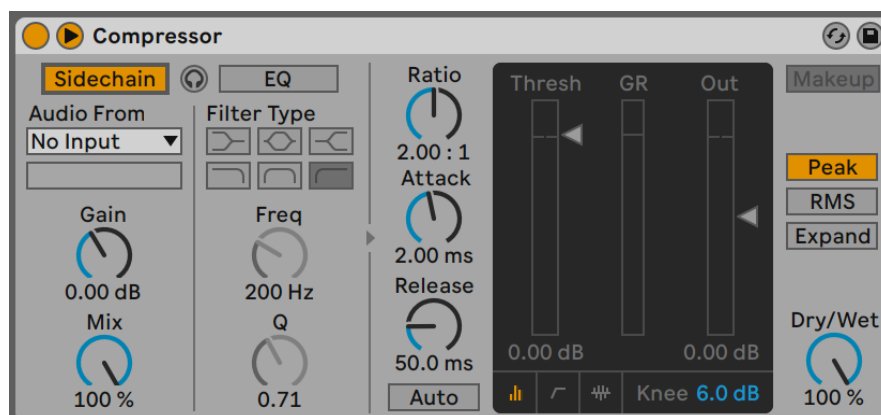 Compressor
Sidechain
EQ
Audio From
No Input
Filter Type
Gain
0.00 dB
Freq
200 Hz
Mix
100 %
Q
0.71
Ratio
2.00 : 1
Attack
2.00 ms
Release
50.0 ms
Auto
Thresh GR Out
0.00 dB 0.00 dB
Knee 6.0 dB
Makeup
Peak
RMS
Expand
Dry/Wet
100 %